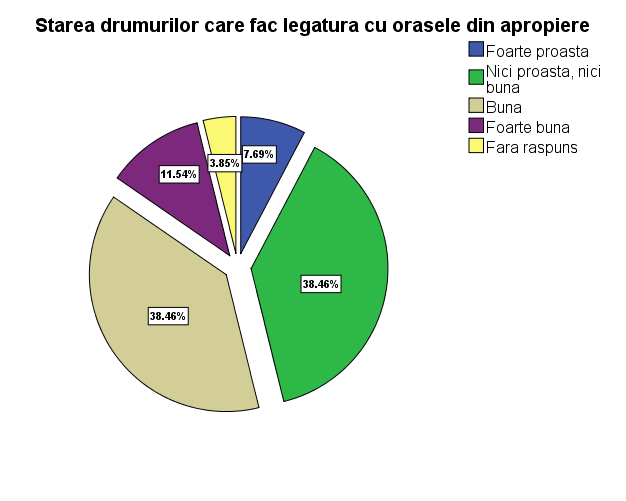 Starea drumurilor care fac legatura cu orasele din apropiere
Foarte proasta
Nici proasta, nici
buna
Buna
Foarte buna
Fara raspuns
7.69%
3.85%
11.54%
38.46%
38.46%